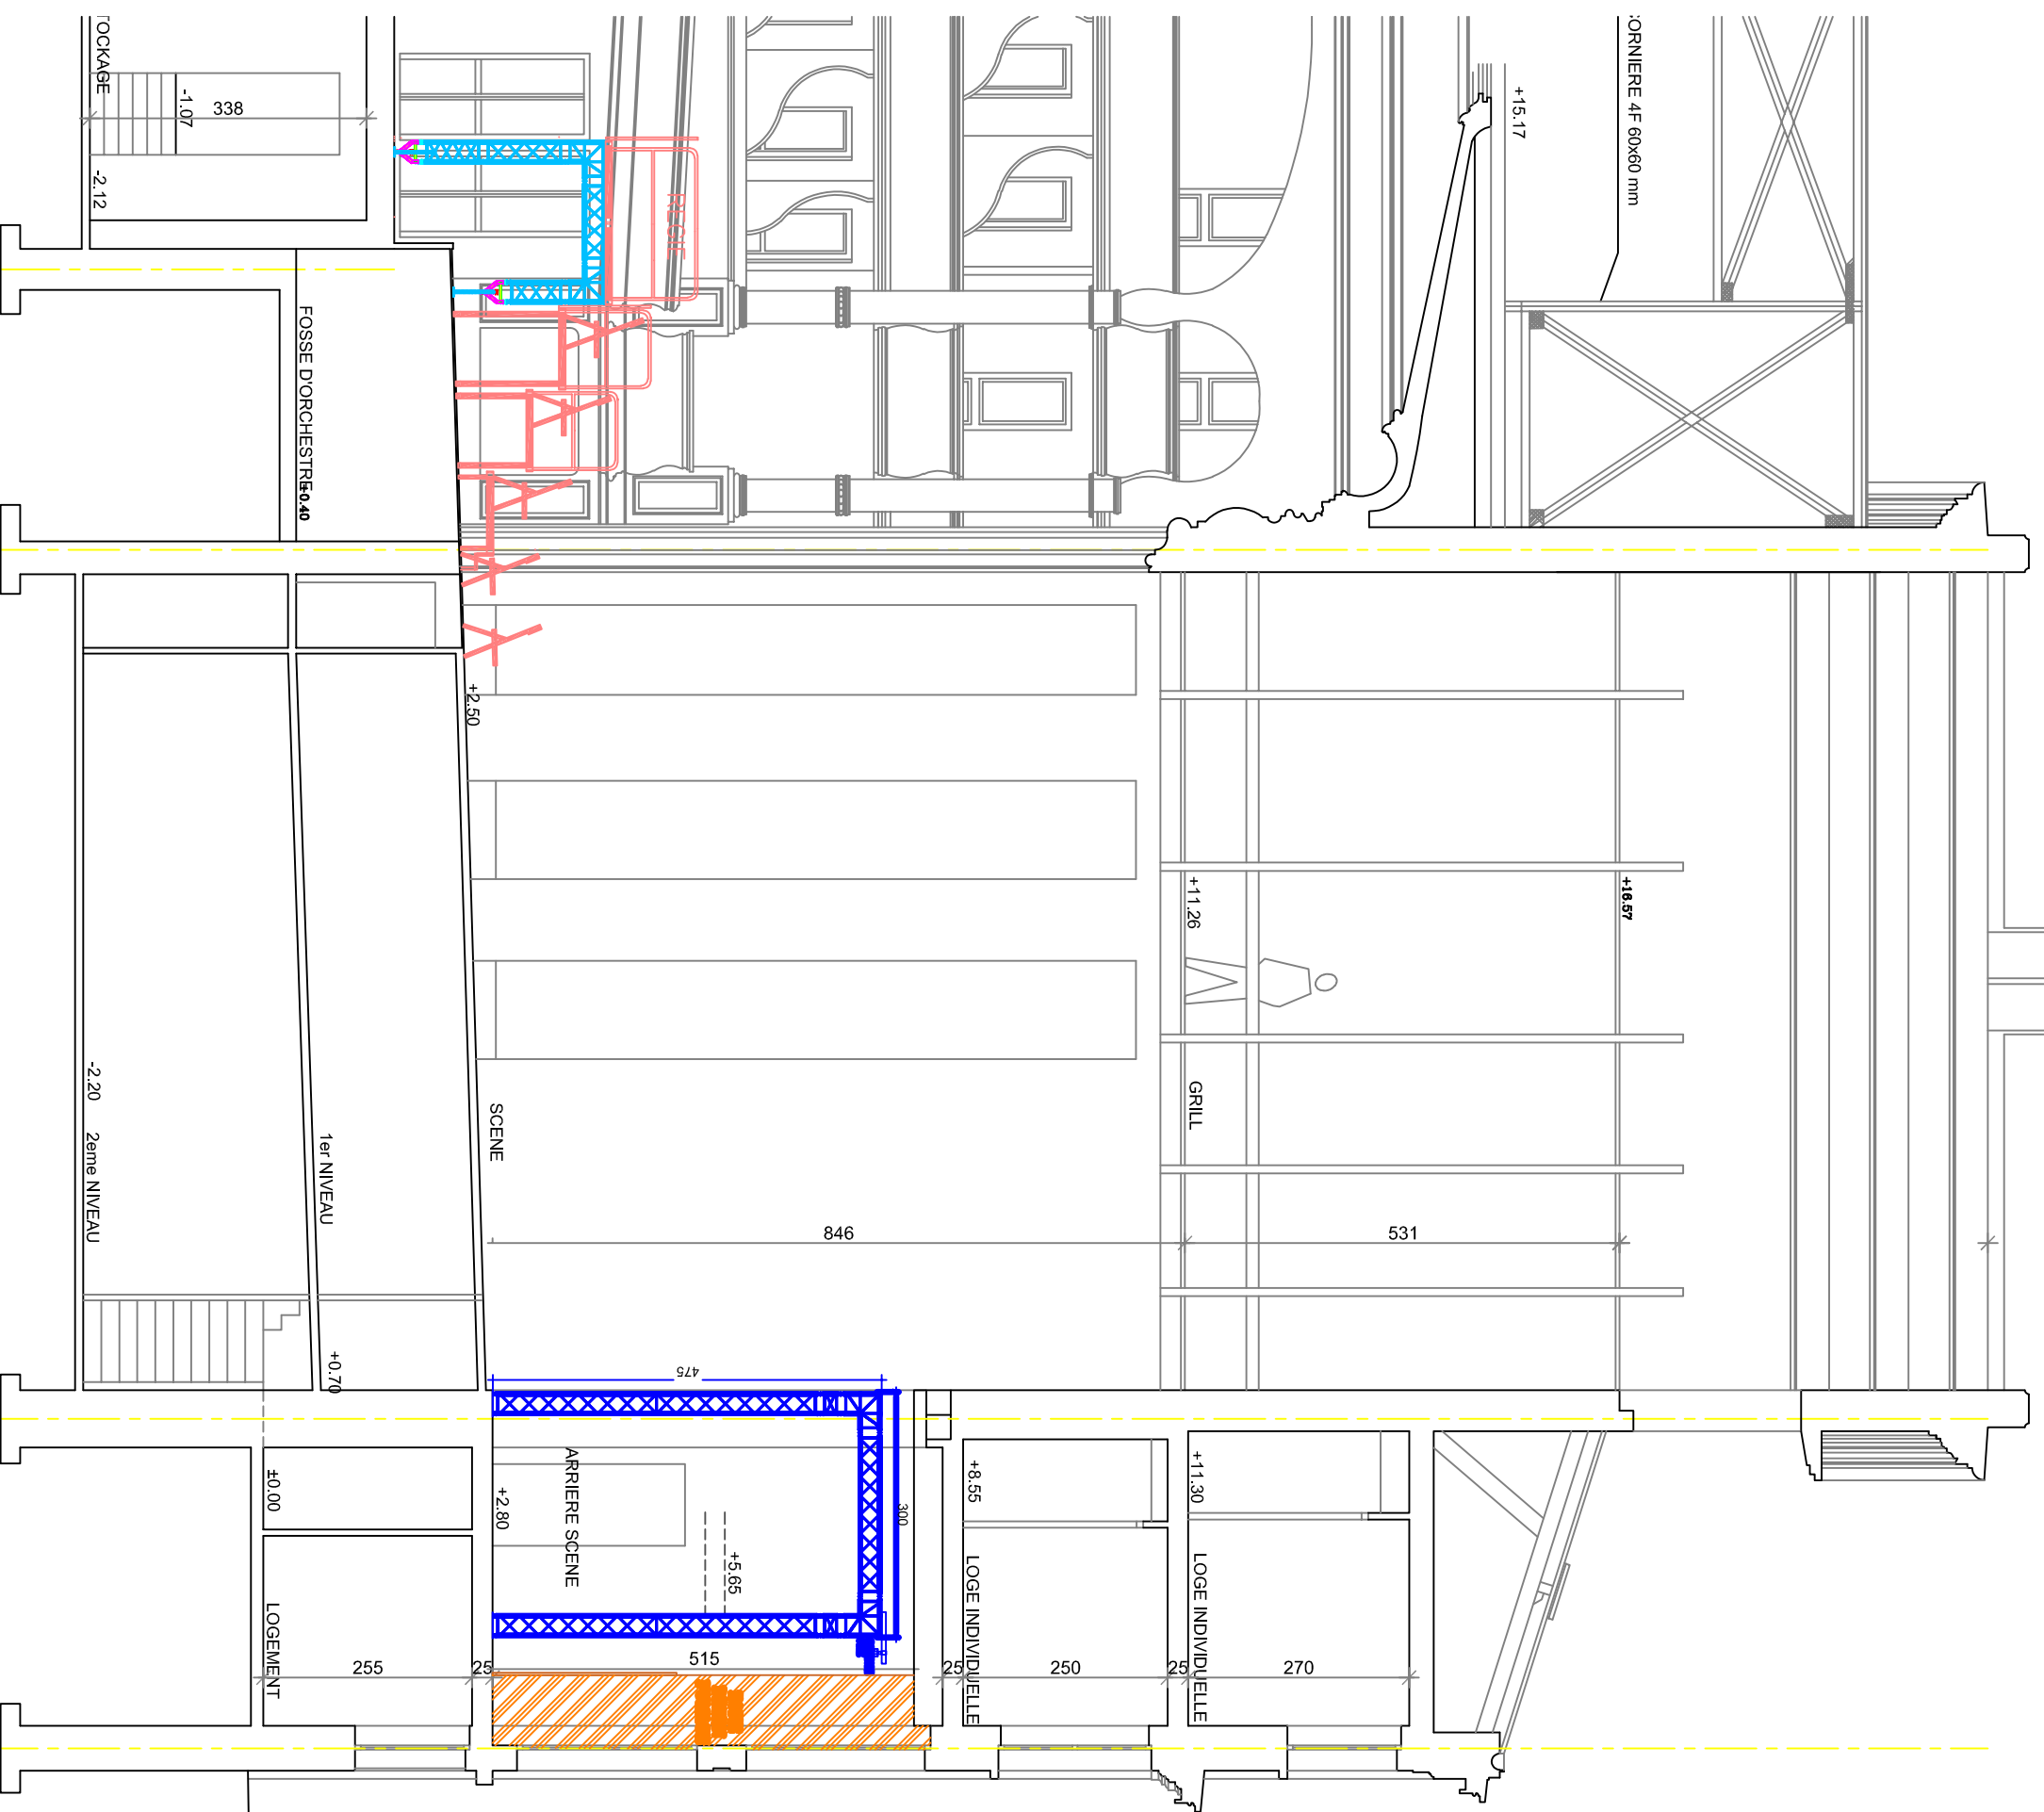 TOCKAGE
-1.07
338
-2.12
+15.17
CORNIERE 4F 60x60 mm
FOSSE D'ORCHESTRE
+0.40
+2.50
+11.26
+16.57
-2.20
2eme NIVEAU
1er NIVEAU
SCENE
GRILL
846
531
+0.70
475
300
±0.00
+2.80
ARRIERE SCENE
+5.65
+8.55
+11.30
LOGEMENT
LOGE INDIVIDUELLE
LOGE INDIVIDUELLE
255
25
515
25
250
25
270